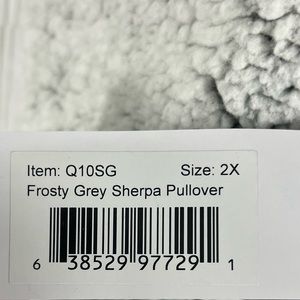 Item: Q10SG Size: 2X
Frosty Grey Sherpa Pullover
6 38529 97729 1